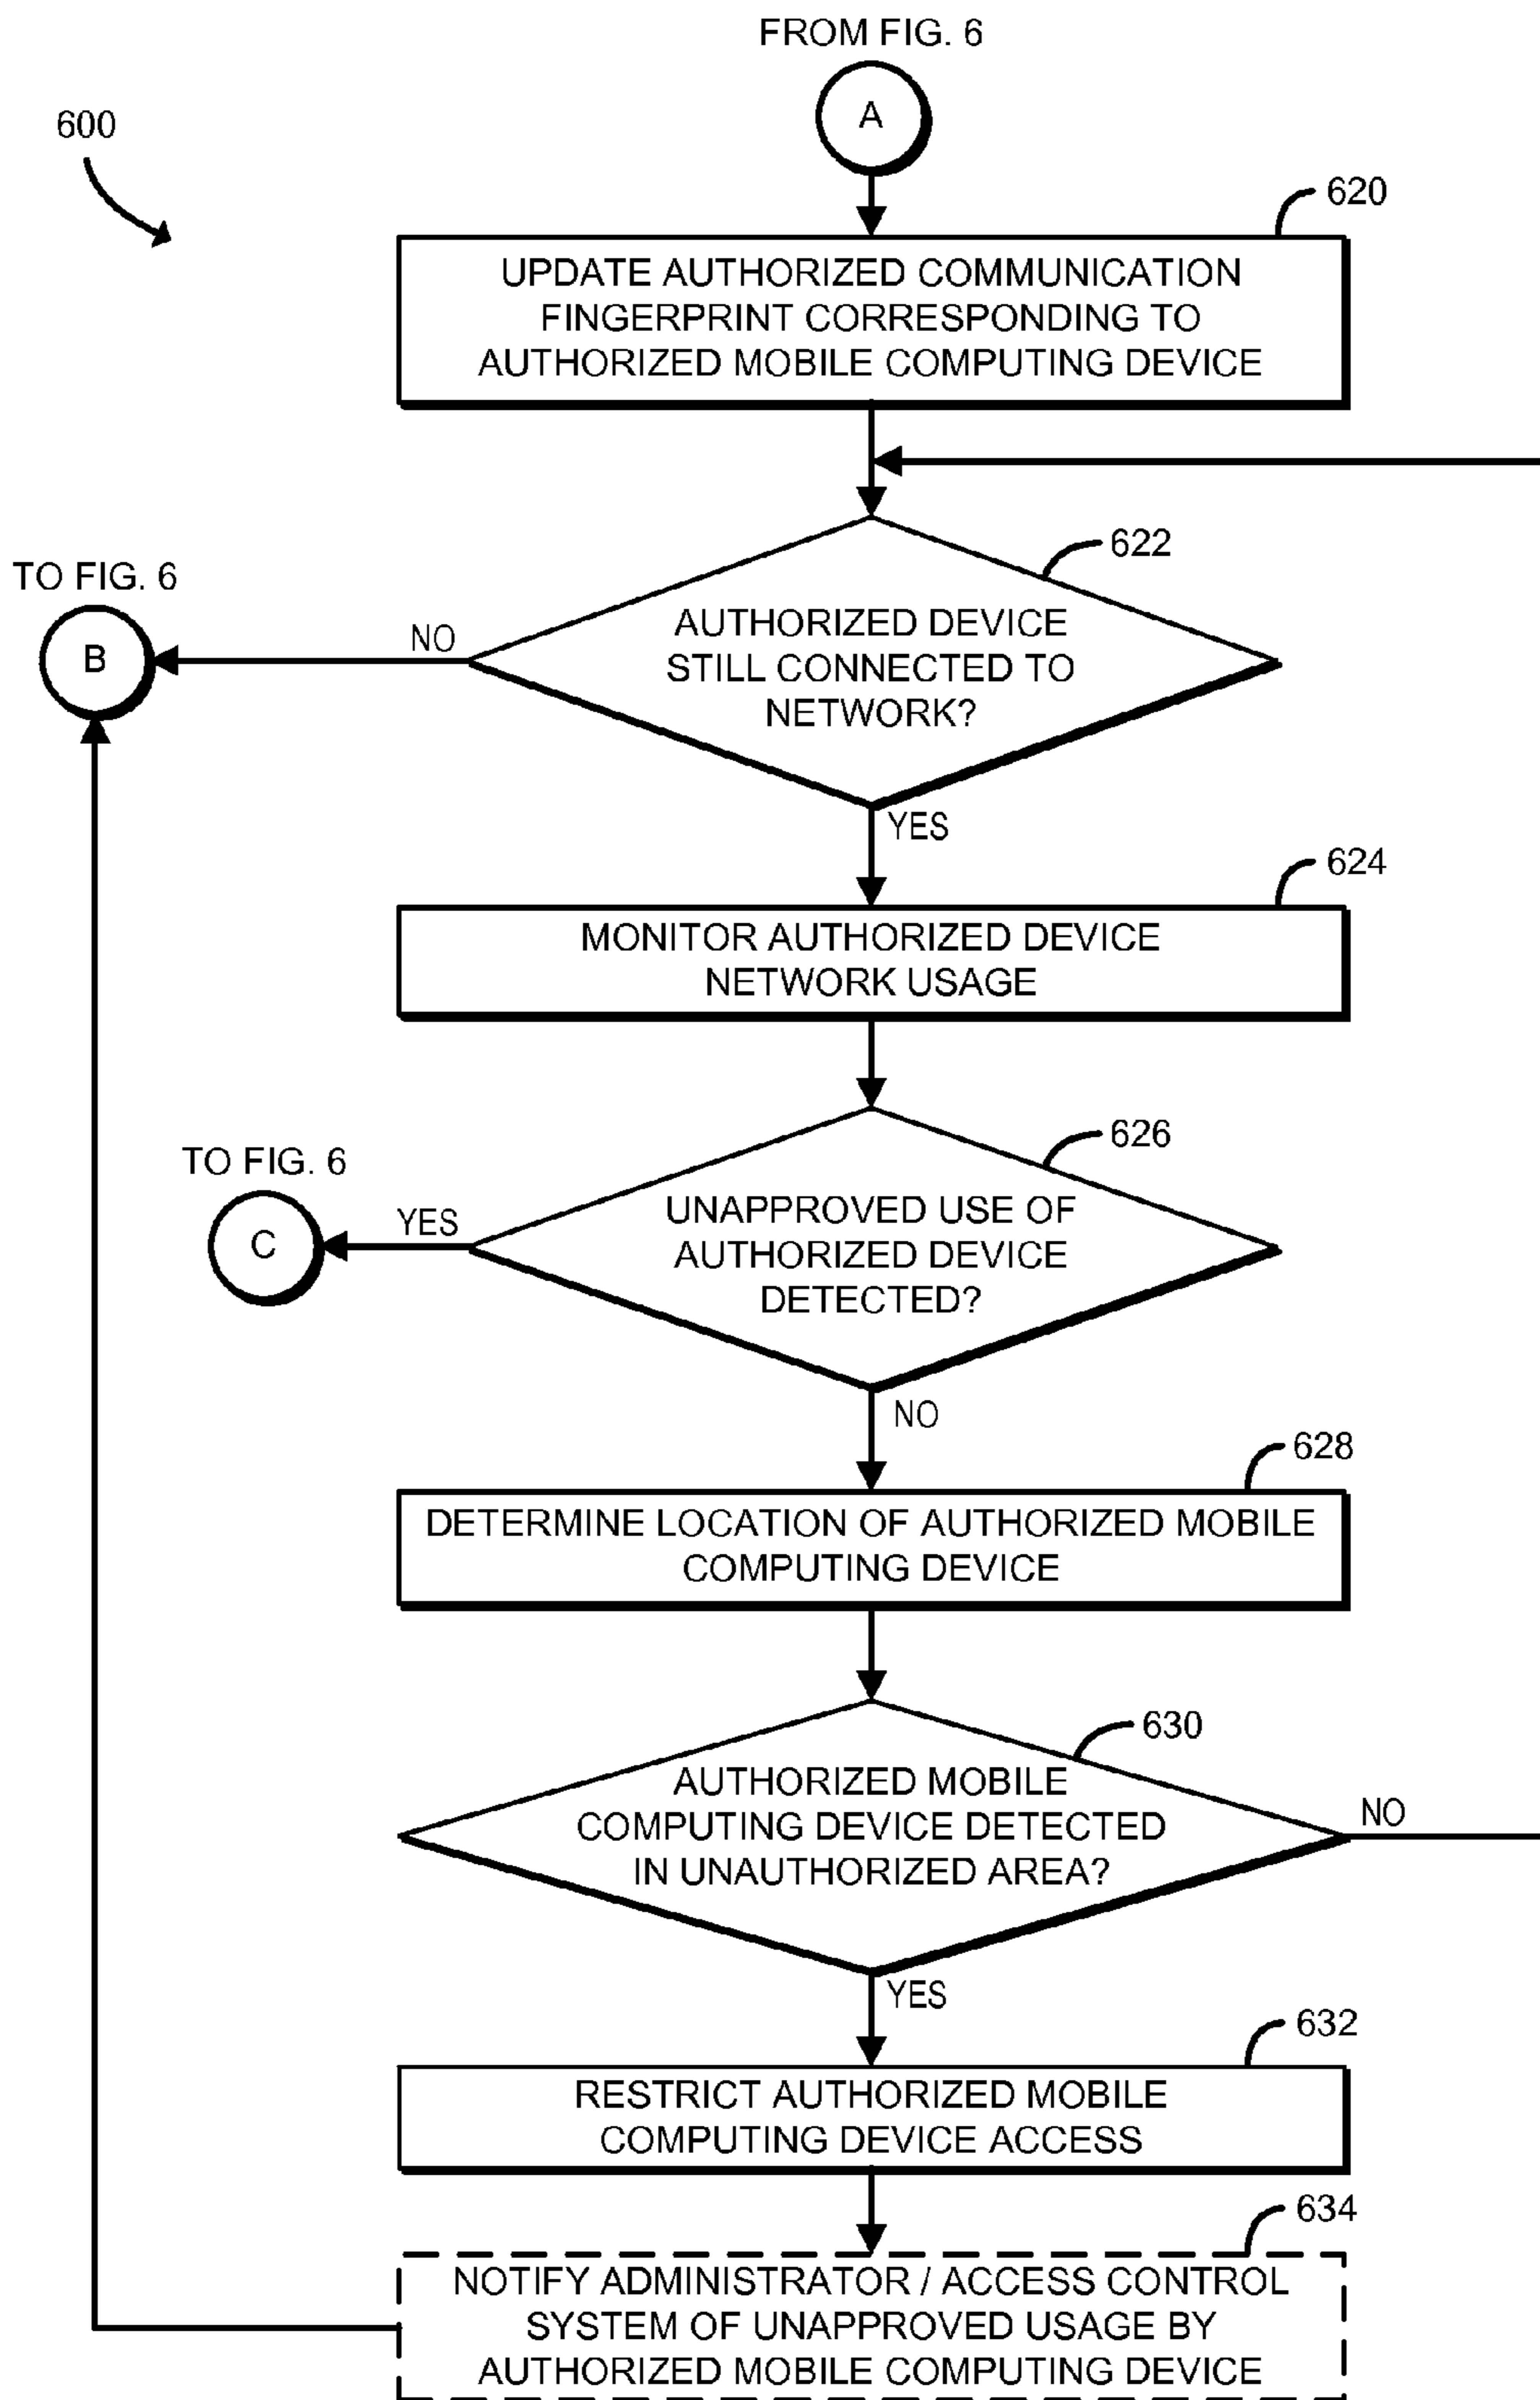 FROM FIG. 6
A
600
620
UPDATE AUTHORIZED COMMUNICATION
FINGERPRINT CORRESPONDING TO
AUTHORIZED MOBILE COMPUTING DEVICE
622
TO FIG. 6
B
NO
AUTHORIZED DEVICE
STILL CONNECTED TO
NETWORK?
YES
624
MONITOR AUTHORIZED DEVICE
NETWORK USAGE
626
TO FIG. 6
C
YES
UNAPPROVED USE OF
AUTHORIZED DEVICE
DETECTED?
NO
628
DETERMINE LOCATION OF AUTHORIZED MOBILE
COMPUTING DEVICE
630
AUTHORIZED MOBILE
COMPUTING DEVICE DETECTED
IN UNAUTHORIZED AREA?
NO
YES
632
RESTRICT AUTHORIZED MOBILE
COMPUTING DEVICE ACCESS
634
NOTIFY ADMINISTRATOR / ACCESS CONTROL
SYSTEM OF UNAPPROVED USAGE BY
AUTHORIZED MOBILE COMPUTING DEVICE